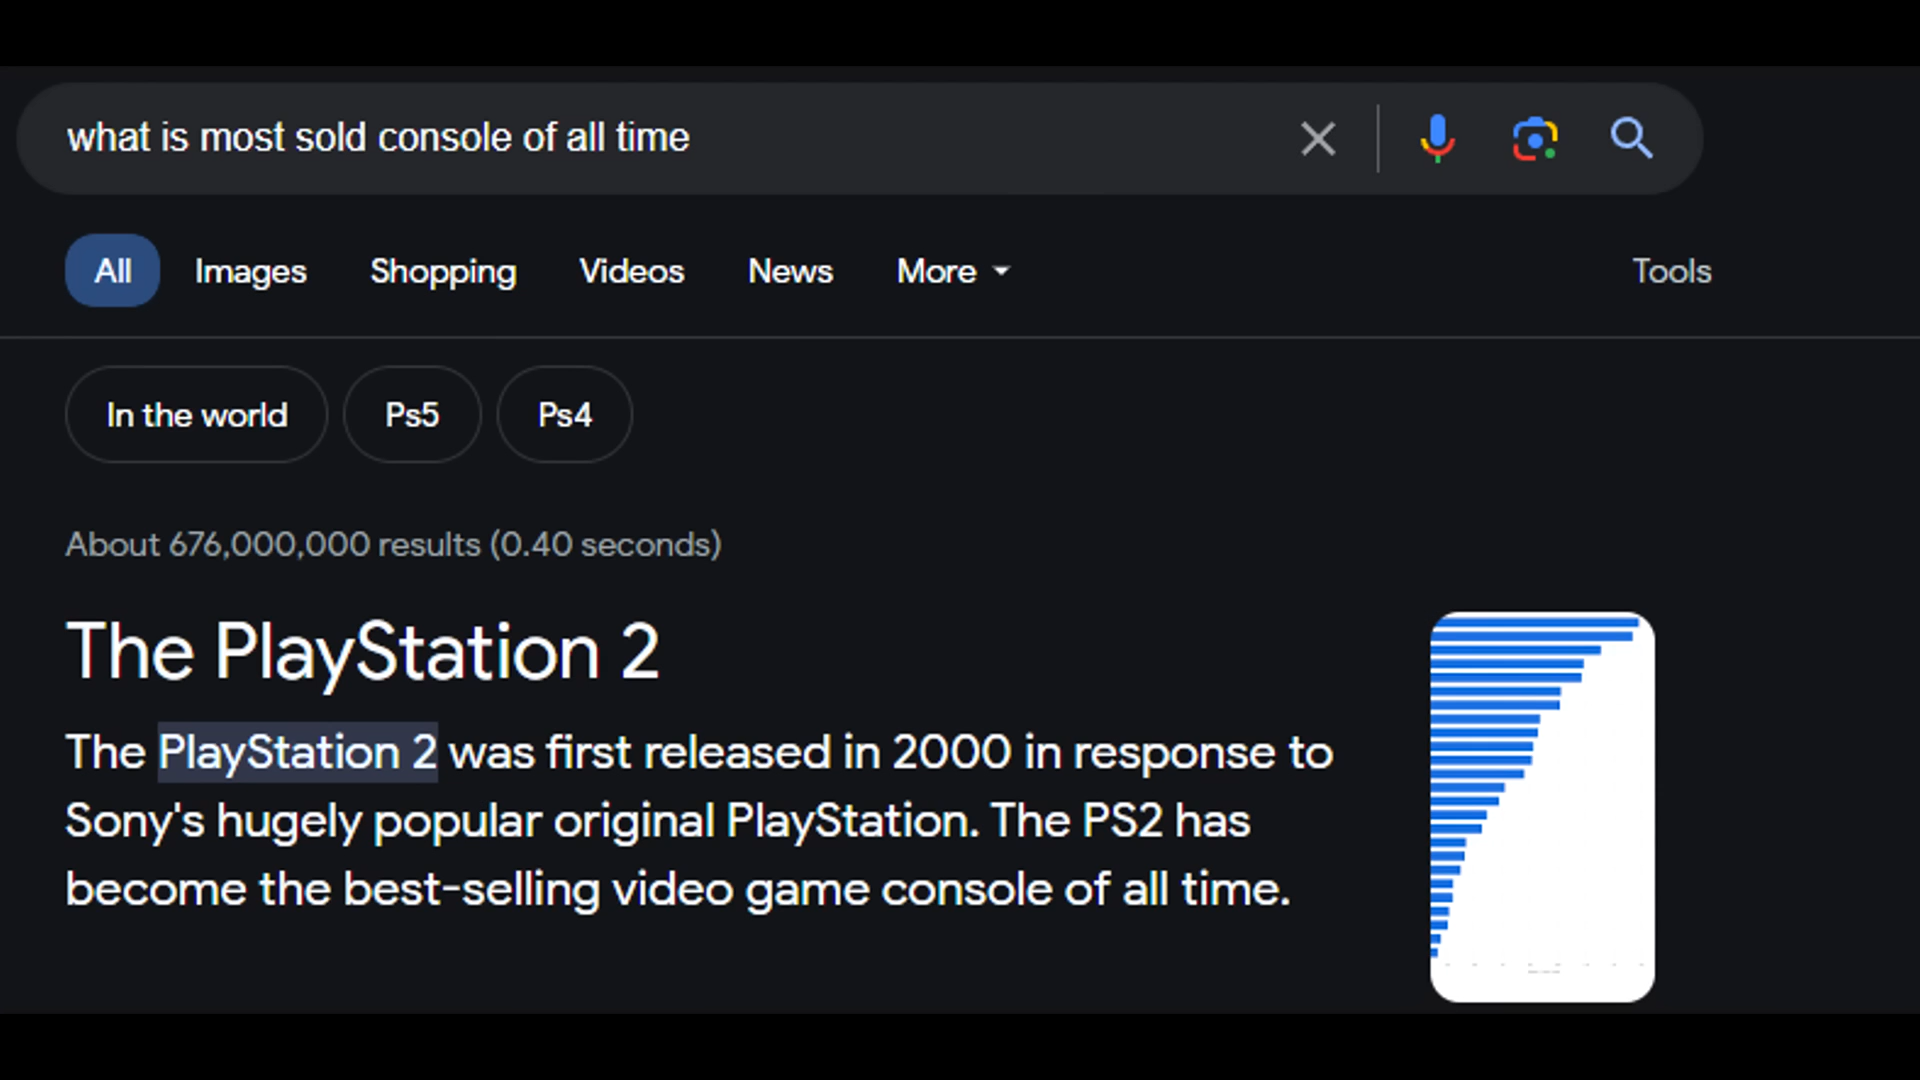 what is most sold console of all time
All Images Shopping Videos News More Tools
In the world Ps5 Ps4
About 676,000,000 results (0.40 seconds)
The PlayStation 2
The PlayStation 2 was first released in 2000 in response to
Sony's hugely popular original PlayStation. The PS2 has
become the best-selling video game console of all time.